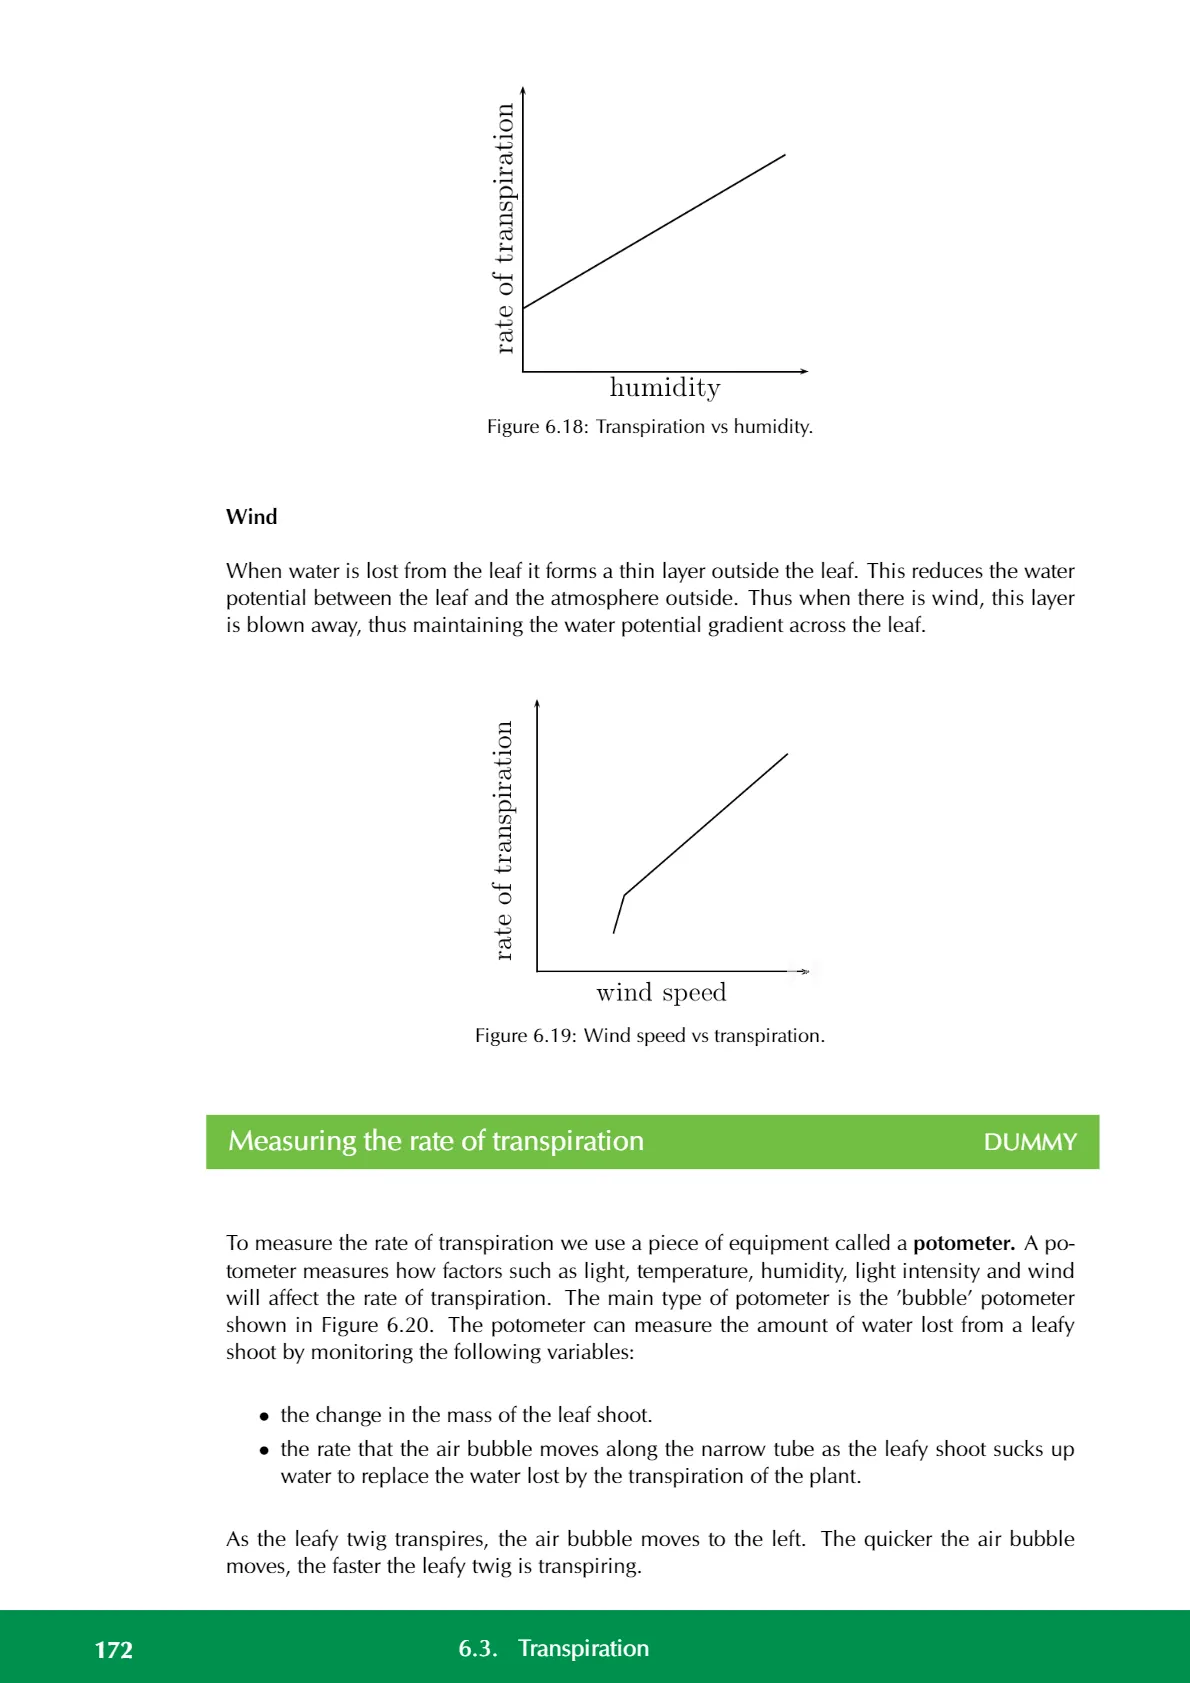 rate of transpiration
humidity
Figure 6.18: Transpiration vs humidity.
Wind
When water is lost from the leaf it forms a thin layer outside the leaf. This reduces the water
potential between the leaf and the atmosphere outside. Thus when there is wind, this layer
is blown away, thus maintaining the water potential gradient across the leaf.
rate of transpiration
wind speed
Figure 6.19: Wind speed vs transpiration.
Measuring the rate of transpiration DUMMY
To measure the rate of transpiration we use a piece of equipment called a potometer. A po-
tometer measures how factors such as light, temperature, humidity, light intensity and wind
will affect the rate of transpiration. The main type of potometer is the ’bubble’ potometer
shown in Figure 6.20. The potometer can measure the amount of water lost from a leafy
shoot by monitoring the following variables:
• the change in the mass of the leaf shoot.
• the rate that the air bubble moves along the narrow tube as the leafy shoot sucks up
water to replace the water lost by the transpiration of the plant.
As the leafy twig transpires, the air bubble moves to the left. The quicker the air bubble
moves, the faster the leafy twig is transpiring.
172 6.3. Transpiration